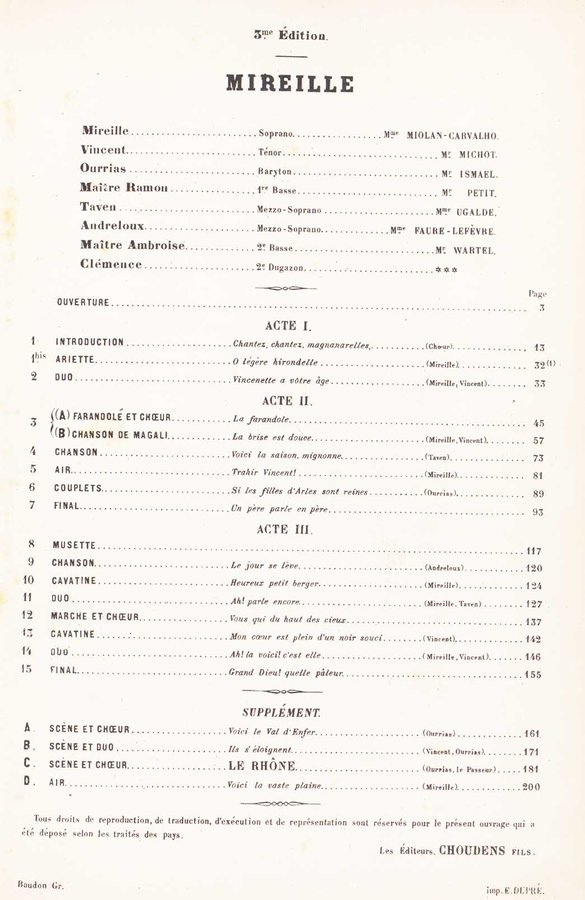 3me Édition.
MIREILLE
Mireille Soprano Mme MIOLAN-CARVALHO.
Vincent Ténor Mr MICHOT.
Ourrias Baryton Mr ISMAEL.
Maître Ramon 1re Basse Mr PETIT.
Taven Mezzo-Soprano Mme UGALDE.
Andreloux Mezzo-Soprano Mme FAURE-LEFÈVRE.
Maître Ambroise 2e Basse Mr WARTEL.
Clémence 2e Dugazon ***
Page
OUVERTURE 3
ACTE I.
1 INTRODUCTION Chantez, chantez, magnanarelles, (Chœur) 13
1bis ARIETTE O légère hirondelle (Mireille) 32 (1)
2 DUO Vincenette a vôtre âge (Mireille, Vincent) 33
ACTE II.
3 (A) FARANDOLE ET CHŒUR La farandole 45
(B) CHANSON DE MAGALI La brise est douce (Mireille, Vincent) 57
4 CHANSON Voici la saison, mignonne (Taven) 73
5 AIR Trahir Vincent! (Mireille) 81
6 COUPLETS Si les filles d'Arles sont reines (Ourrias) 89
7 FINAL Un père parle en père 93
ACTE III.
8 MUSETTE 117
9 CHANSON Le jour se lève (Andreloux) 120
10 CAVATINE Heureux petit berger (Mireille) 124
11 DUO Ah! parle encore (Mireille, Taven) 127
12 MARCHE ET CHŒUR Vous qui du haut des cieux 137
13 CAVATINE Mon cœur est plein d'un noir souci (Vincent) 142
14 DUO Ah! la voici! c'est elle (Mireille, Vincent) 146
15 FINAL Grand Dieu! quelle pâleur 155
SUPPLÉMENT.
A. SCÈNE ET CHŒUR Voici le Val d'Enfer (Ourrias) 161
B. SCÈNE ET DUO Ils s'éloignent (Vincent, Ourrias) 171
C. SCÈNE ET CHŒUR LE RHÔNE (Ourrias, le Passeur) 181
D. AIR Voici la vaste plaine (Mireille) 200
Tous droits de reproduction, de traduction, d'exécution et de représentation sont réservés pour le présent ouvrage qui a
été déposé selon les traités des pays.
Les Éditeurs, CHOUDENS FILS.
Baudon Gr.
imp. E. DUPRÉ.